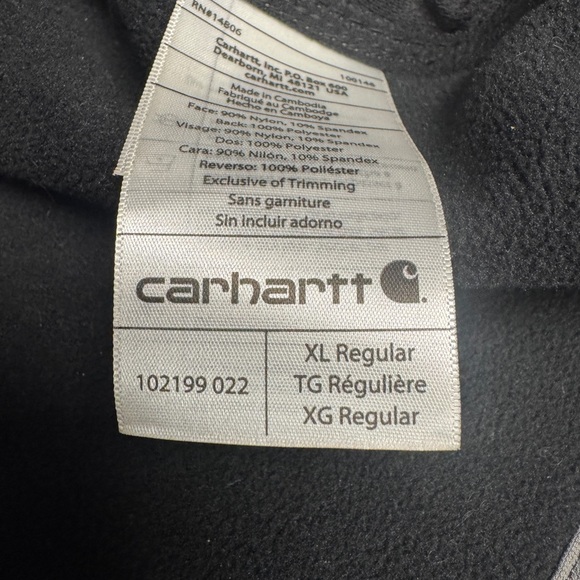 RN#14806
Carhartt, Inc. P.O. Box 600
Dearborn, MI 48121 USA
carhartt.com
100146
Made in Cambodia
Fabriqué au Cambodge
Hecho en Camboya
Face: 90% Nylon, 10% Spandex
Back: 100% Polyester
Visage: 90% Nylon, 10% Spandex
Dos: 100% Polyester
Cara: 90% Nilón, 10% Spandex
Reverso: 100% Poliéster
Exclusive of Trimming
Sans garniture
Sin incluir adorno
carhartt
102199 022
XL Regular
TG Régulière
XG Regular